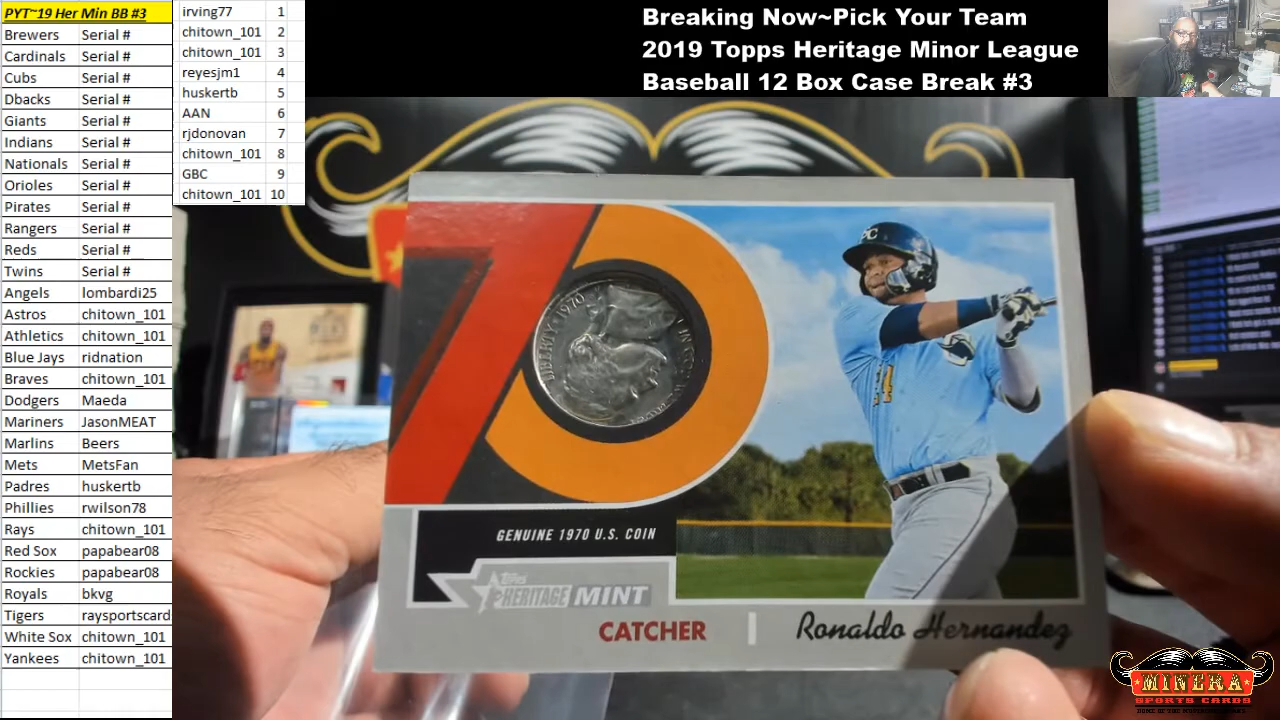 PYT~19 Her Min BB #3
Brewers Serial #
Cardinals Serial #
Cubs Serial #
Dbacks Serial #
Giants Serial #
Indians Serial #
Nationals Serial #
Orioles Serial #
Pirates Serial #
Rangers Serial #
Reds Serial #
Twins Serial #
Angels lombardi25
Astros chitown_101
Athletics chitown_101
Blue Jays ridnation
Braves chitown_101
Dodgers Maeda
Mariners JasonMEAT
Marlins Beers
Mets MetsFan
Padres huskertb
Phillies rwilson78
Rays chitown_101
Red Sox papabear08
Rockies papabear08
Royals bkvg
Tigers raysportscard
White Sox chitown_101
Yankees chitown_101
irving77 1
chitown_101 2
chitown_101 3
reyesjm1 4
huskertb 5
AAN 6
rjdonovan 7
chitown_101 8
GBC 9
chitown_101 10
Breaking Now~Pick Your Team
2019 Topps Heritage Minor League
Baseball 12 Box Case Break #3
70
LIBERTY 1970
GENUINE 1970 U.S. COIN
Topps
HERITAGE MINT
CATCHER | Ronaldo Hernandez
MINERA
SPORTS CARDS